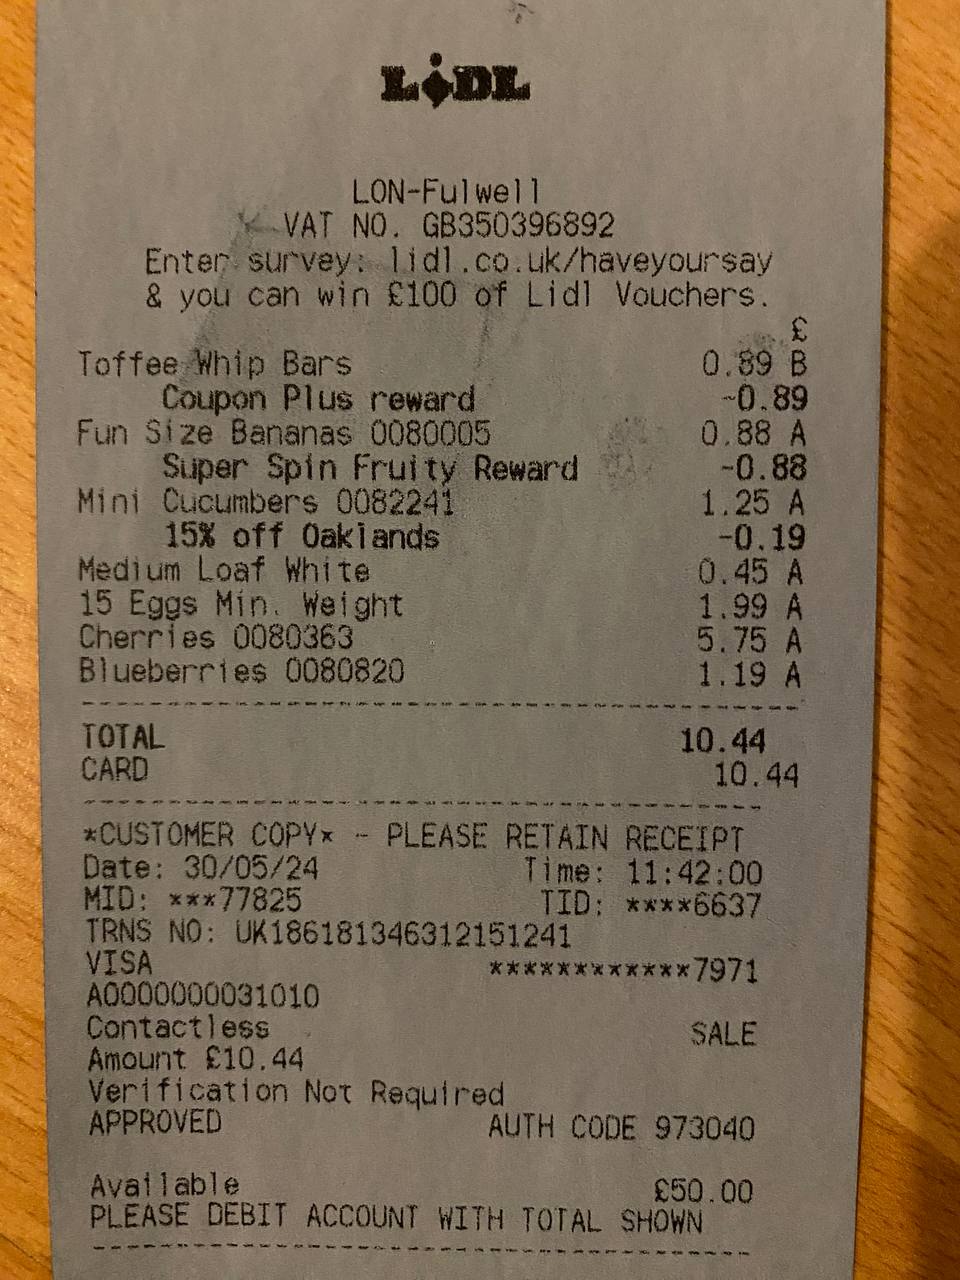 LiDL
LON-Fulwell
VAT NO. GB350396892
Enter survey: lidl.co.uk/haveyoursay
& you can win £100 of Lidl Vouchers.
£
Toffee Whip Bars 0.89 B
Coupon Plus reward -0.89
Fun Size Bananas 0080005 0.88 A
Super Spin Fruity Reward -0.88
Mini Cucumbers 0082241 1.25 A
15% off Oaklands -0.19
Medium Loaf White 0.45 A
15 Eggs Min. Weight 1.99 A
Cherries 0080363 5.75 A
Blueberries 0080820 1.19 A
TOTAL 10.44
CARD 10.44
*CUSTOMER COPY* - PLEASE RETAIN RECEIPT
Date: 30/05/24 Time: 11:42:00
MID: ***77825 TID: ****6637
TRNS NO: UK186181346312151241
VISA ************7971
A0000000031010
Contactless SALE
Amount £10.44
Verification Not Required
APPROVED AUTH CODE 973040
Available £50.00
PLEASE DEBIT ACCOUNT WITH TOTAL SHOWN